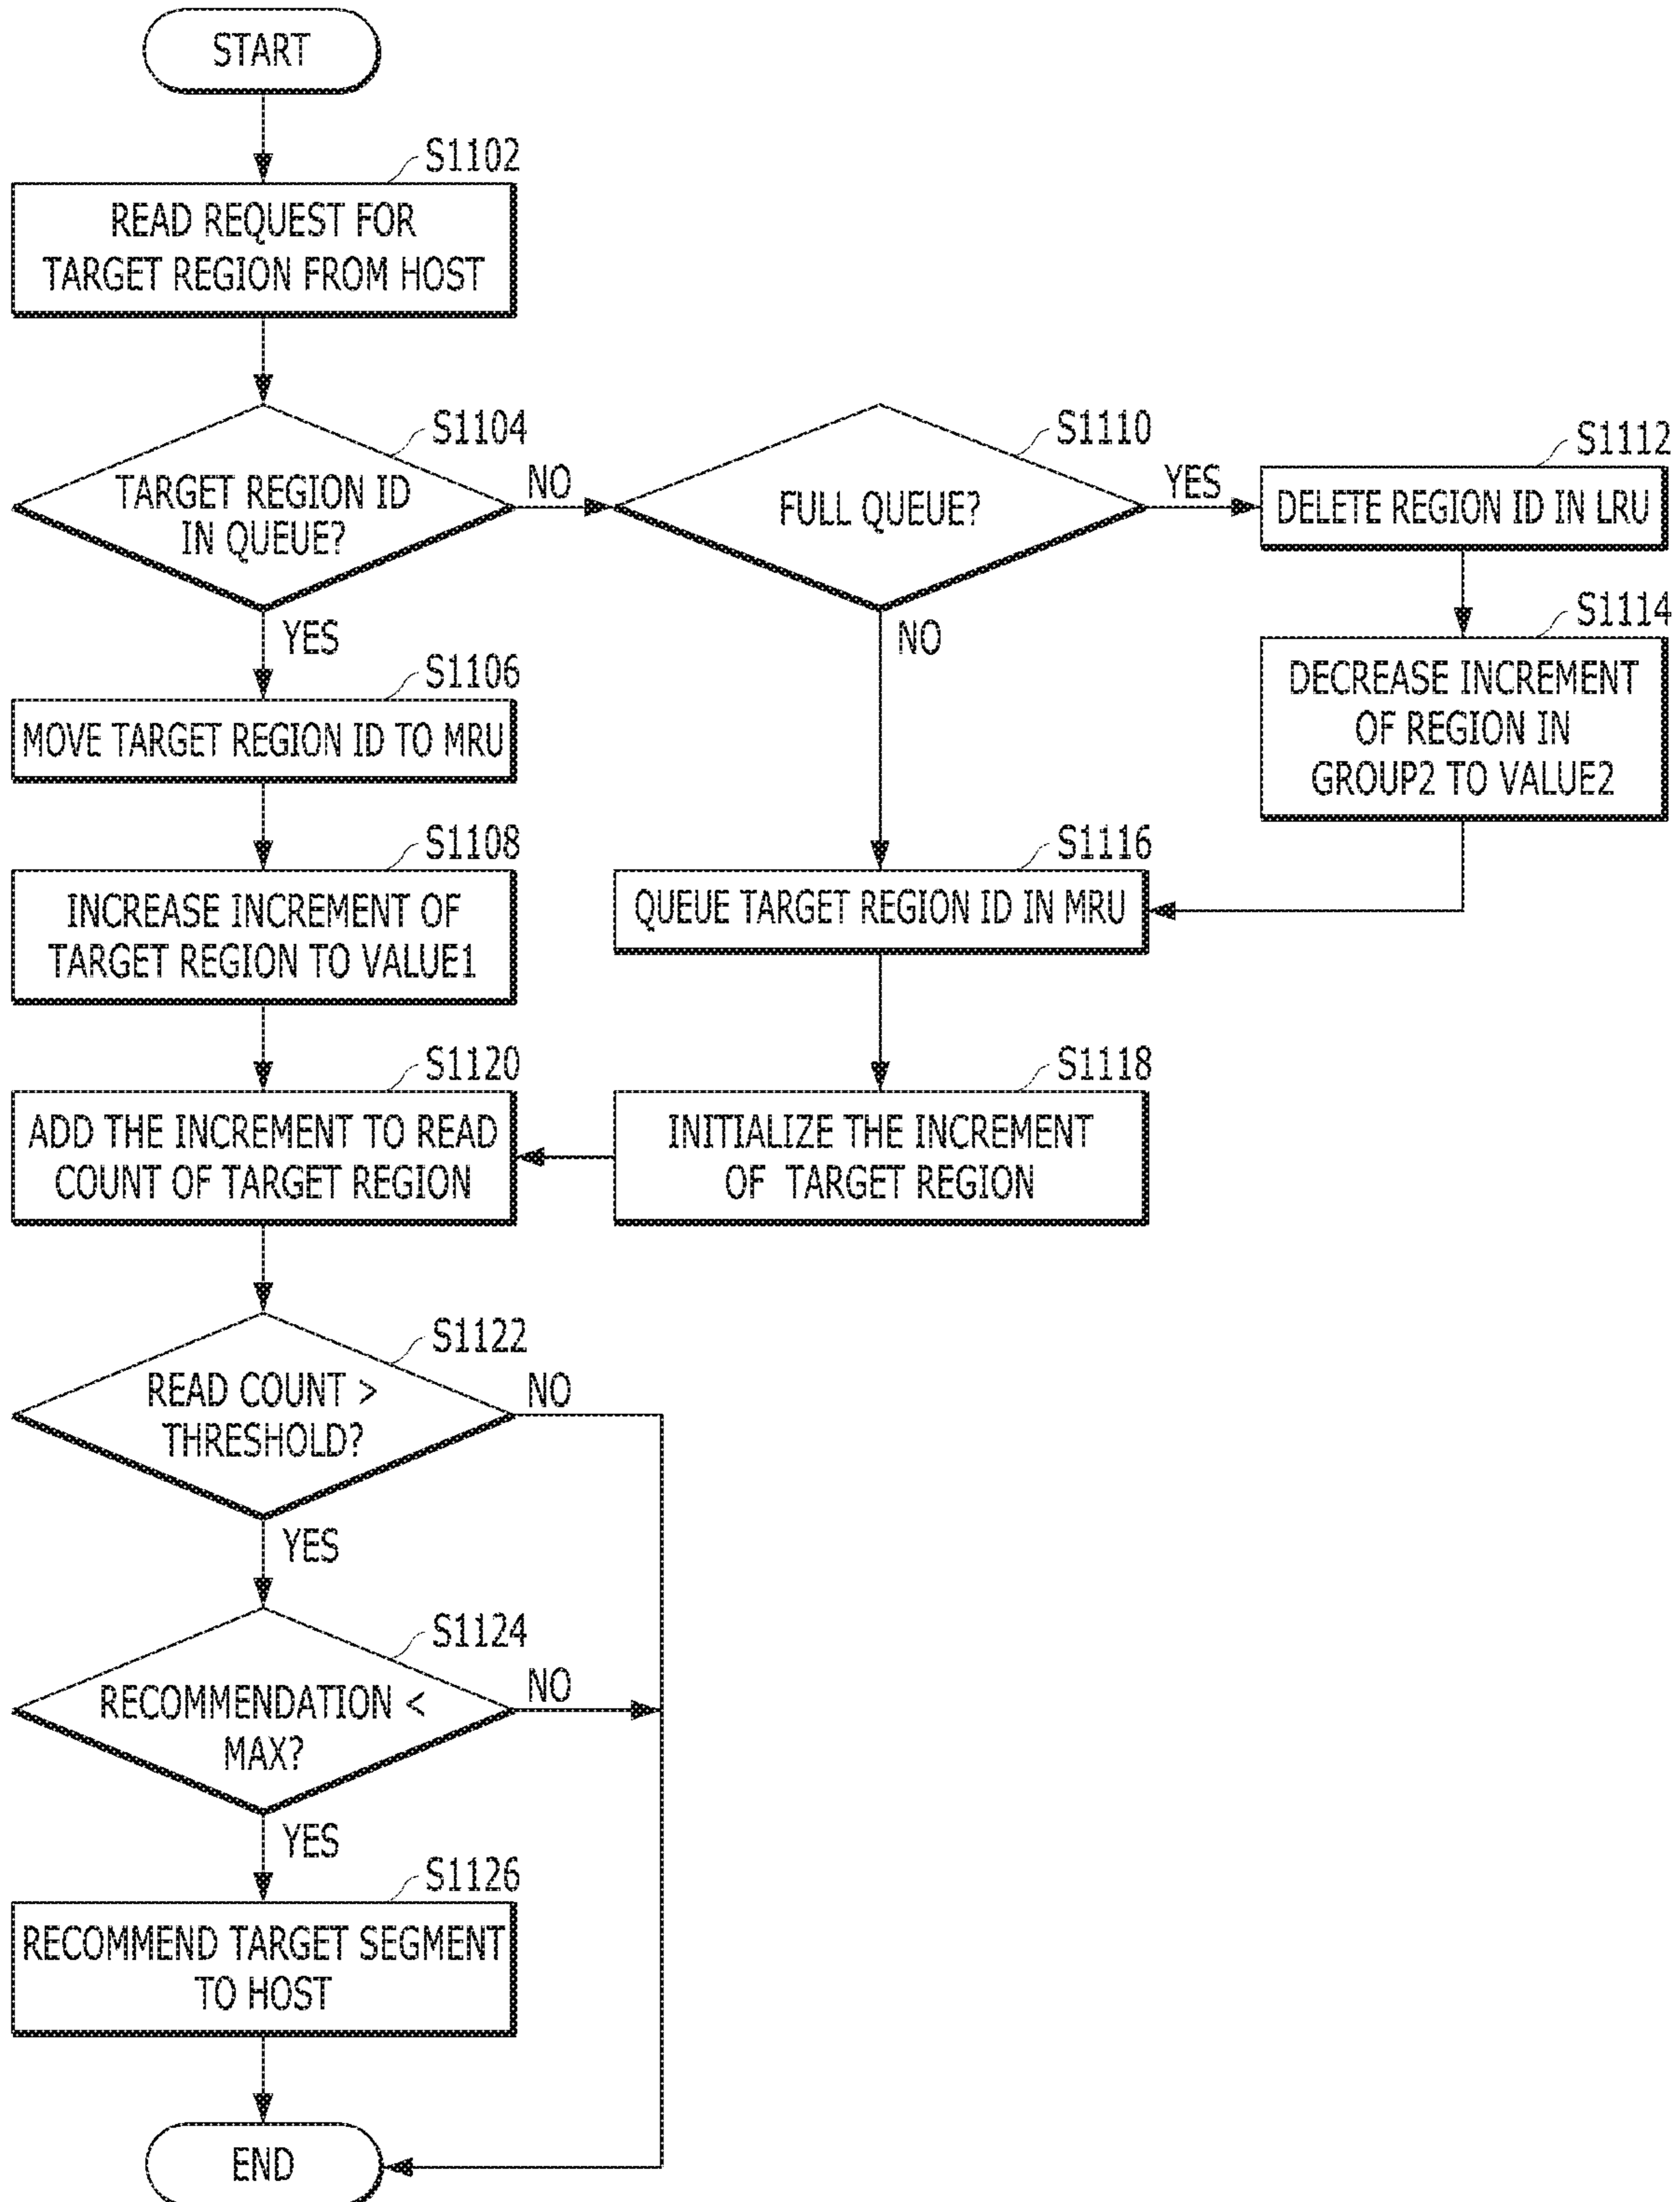 START
S1102
READ REQUEST FOR
TARGET REGION FROM HOST
S1104
TARGET REGION ID
IN QUEUE?
NO
S1110
FULL QUEUE?
YES
S1112
DELETE REGION ID IN LRU
YES
NO
S1114
DECREASE INCREMENT
OF REGION IN
GROUP2 TO VALUE2
S1106
MOVE TARGET REGION ID TO MRU
S1108
INCREASE INCREMENT OF
TARGET REGION TO VALUE1
S1116
QUEUE TARGET REGION ID IN MRU
S1120
ADD THE INCREMENT TO READ
COUNT OF TARGET REGION
S1118
INITIALIZE THE INCREMENT
OF TARGET REGION
S1122
READ COUNT >
THRESHOLD?
NO
YES
S1124
RECOMMENDATION <
MAX?
NO
YES
S1126
RECOMMEND TARGET SEGMENT
TO HOST
END